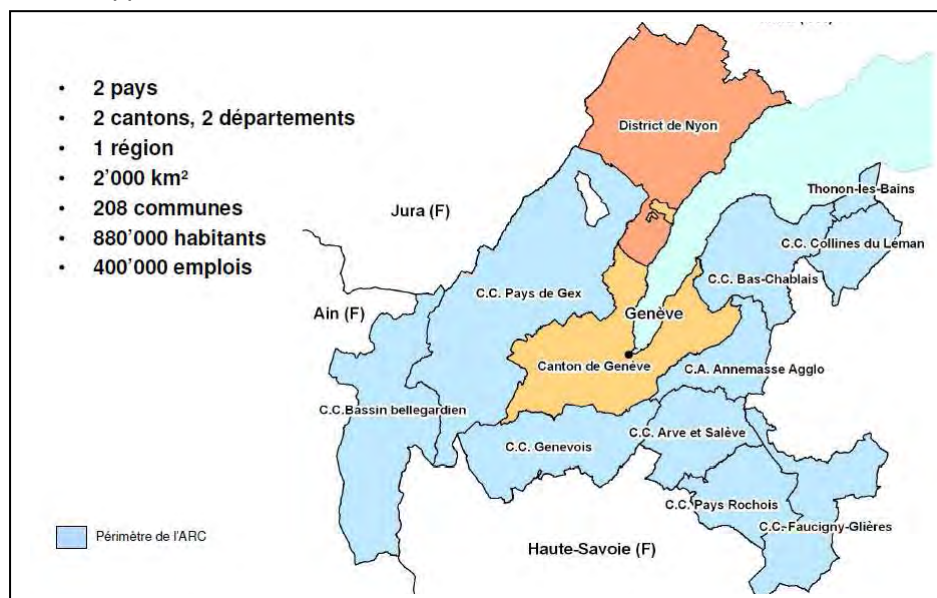 • 2 pays
• 2 cantons, 2 départements
• 1 région
• 2’000 km²
• 208 communes
• 880’000 habitants
• 400’000 emplois
District de Nyon
Thonon-les-Bains
Jura (F)
C.C. Collines du Léman
C.C. Bas-Chablais
C.C. Pays de Gex
Ain (F)
Genève
Canton de Genève
C.A. Annemasse Agglo
C.C.Bassin bellegardien
C.C. Arve et Salève
C.C. Genevois
C.C. Pays Rochois
C.C. Faucigny-Glières
Périmètre de l'ARC
Haute-Savoie (F)